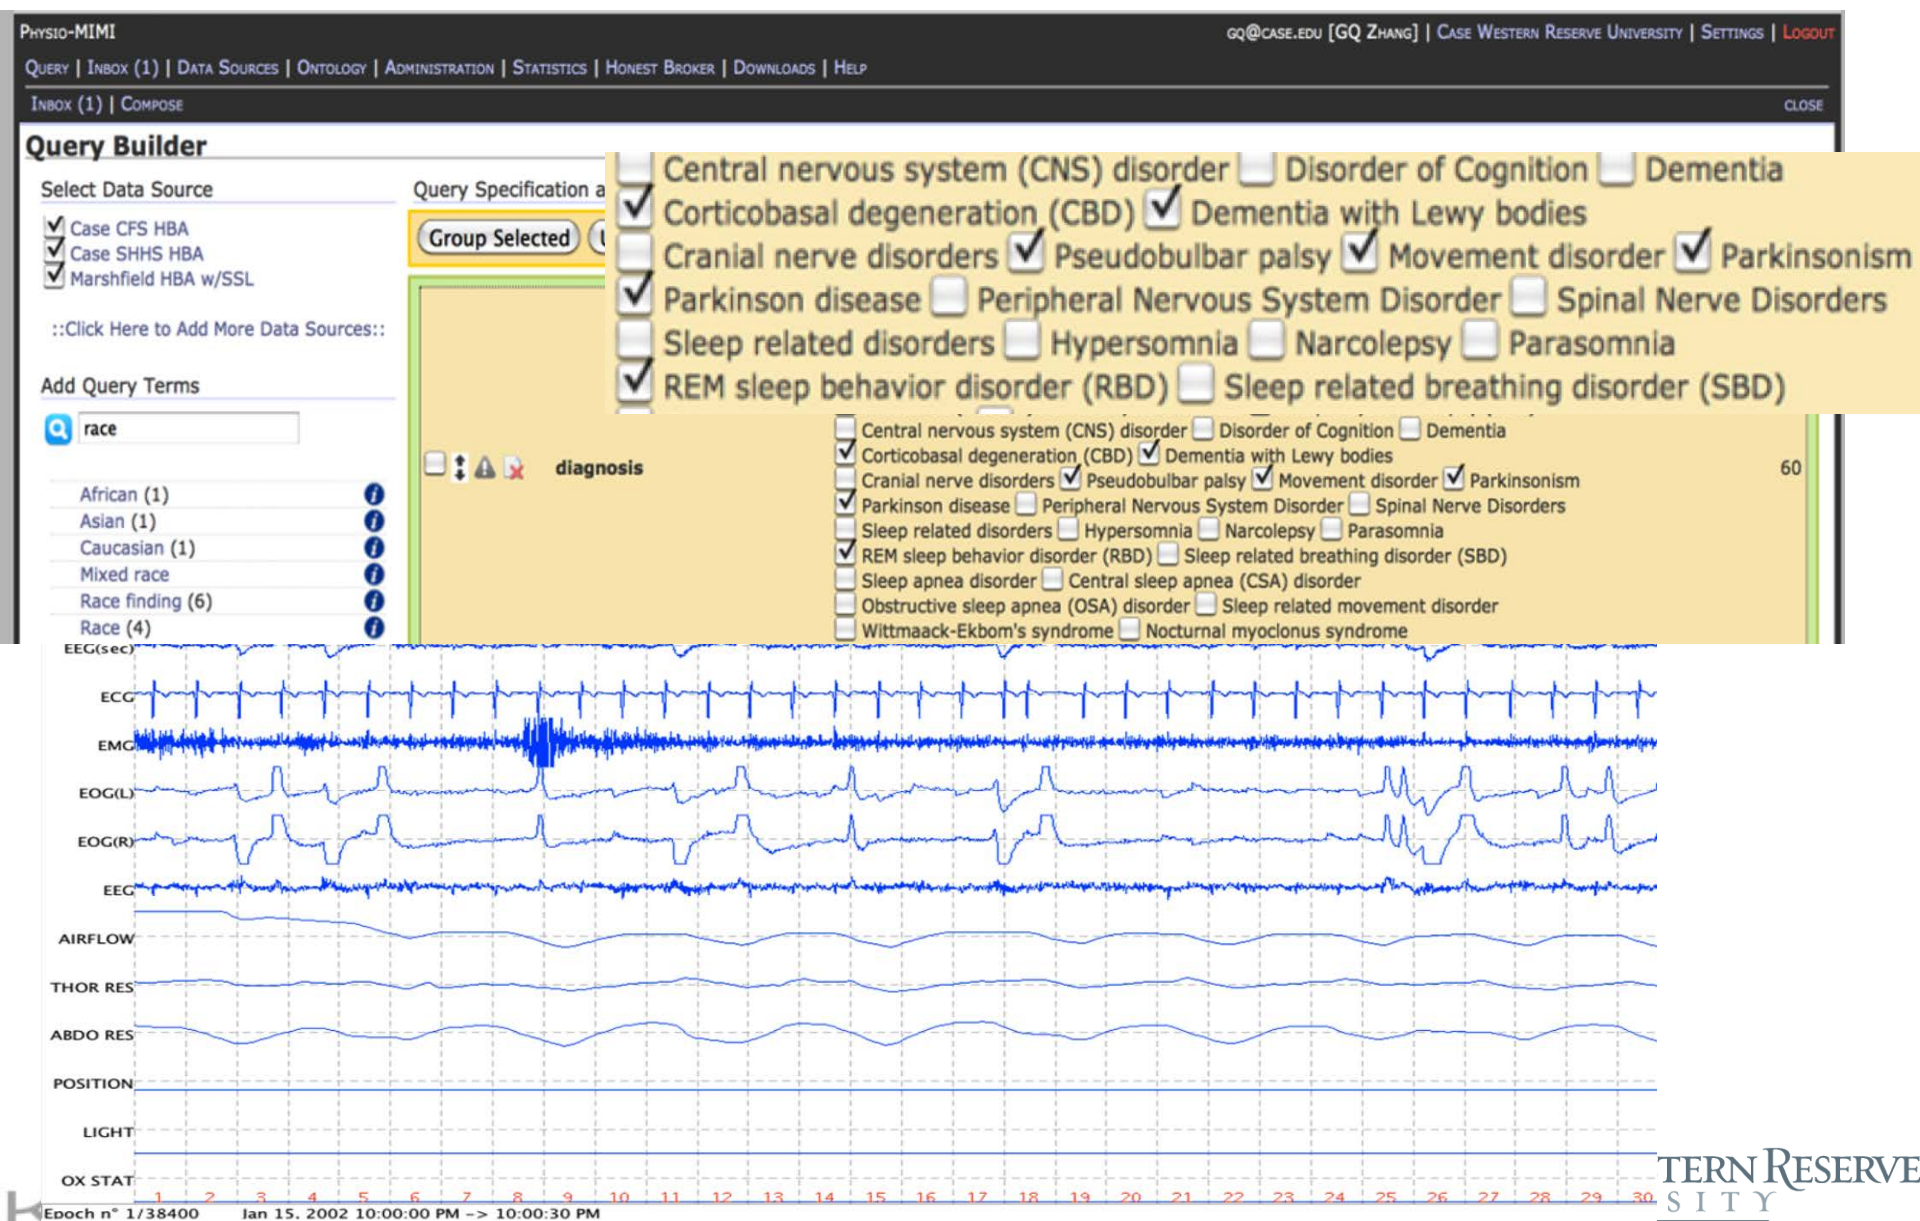 Physio-MIMI
gq@case.edu [GQ Zhang] | Case Western Reserve University | Settings | Logout
Query | Inbox (1) | Data Sources | Ontology | Administration | Statistics | Honest Broker | Downloads | Help
Inbox (1) | Compose
close
Query Builder
Select Data Source
Case CFS HBA
Case SHHS HBA
Marshfield HBA w/SSL
::Click Here to Add More Data Sources::
Add Query Terms
race
African (1)
Asian (1)
Caucasian (1)
Mixed race
Race finding (6)
Race (4)
Query Specification
Group Selected
Central nervous system (CNS) disorder Disorder of Cognition Dementia
Corticobasal degeneration (CBD) Dementia with Lewy bodies
Cranial nerve disorders Pseudobulbar palsy Movement disorder Parkinsonism
Parkinson disease Peripheral Nervous System Disorder Spinal Nerve Disorders
Sleep related disorders Hypersomnia Narcolepsy Parasomnia
REM sleep behavior disorder (RBD) Sleep related breathing disorder (SBD)
diagnosis
Central nervous system (CNS) disorder Disorder of Cognition Dementia
Corticobasal degeneration (CBD) Dementia with Lewy bodies
Cranial nerve disorders Pseudobulbar palsy Movement disorder Parkinsonism
Parkinson disease Peripheral Nervous System Disorder Spinal Nerve Disorders
Sleep related disorders Hypersomnia Narcolepsy Parasomnia
REM sleep behavior disorder (RBD) Sleep related breathing disorder (SBD)
Sleep apnea disorder Central sleep apnea (CSA) disorder
Obstructive sleep apnea (OSA) disorder Sleep related movement disorder
Wittmaack-Ekbom's syndrome Nocturnal myoclonus syndrome
60
EEG(sec)
ECG
EMG
EOG(L)
EOG(R)
EEG
AIRFLOW
THOR RES
ABDO RES
POSITION
LIGHT
OX STAT
1 2 3 4 5 6 7 8 9 10 11 12 13 14 15 16 17 18 19 20 21 22 23 24 25 26 27 28 29 30
Epoch n° 1/38400 Jan 15, 2002 10:00:00 PM -> 10:00:30 PM
TERN RESERVE
SITY